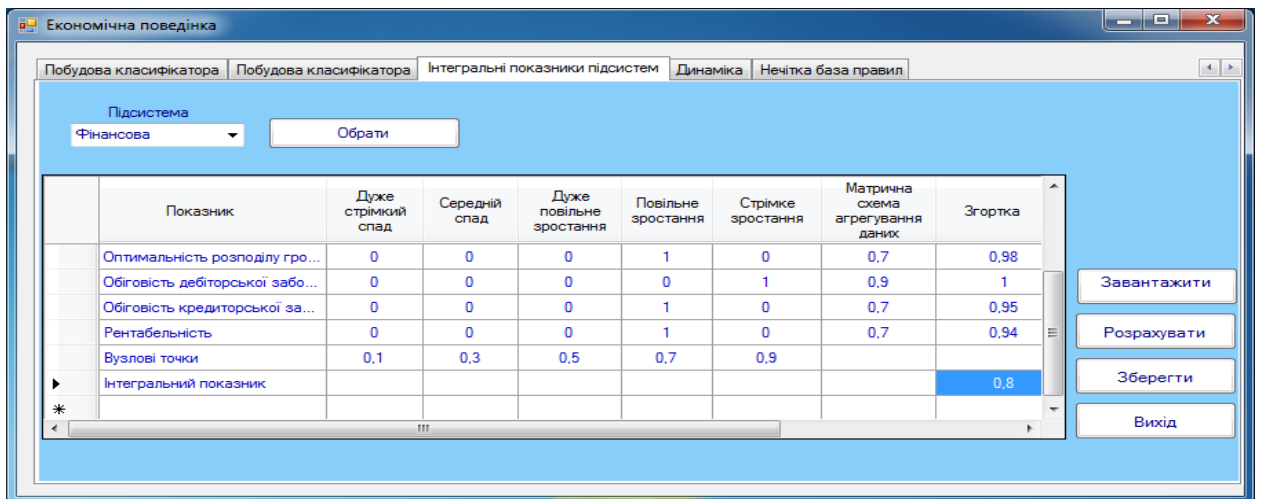 Економічна поведінка
Побудова класифікатора Побудова класифікатора Інтегральні показники підсистем Динаміка Нечітка база правил
Підсистема
Фінансова Обрати
Показник Дуже стрімкий спад Середній спад Дуже повільне зростання Повільне зростання Стрімке зростання Матрична схема агрегування даних Згортка
Оптимальність розподілу гро... 0 0 0 1 0 0,7 0,98
Обіговість дебіторської забо... 0 0 0 0 1 0,9 1
Обіговість кредиторської за... 0 0 0 1 0 0,7 0,95
Рентабельність 0 0 0 1 0 0,7 0,94
Вузлові точки 0,1 0,3 0,5 0,7 0,9
Інтегральний показник 0,8
Завантажити
Розрахувати
Зберегти
Вихід